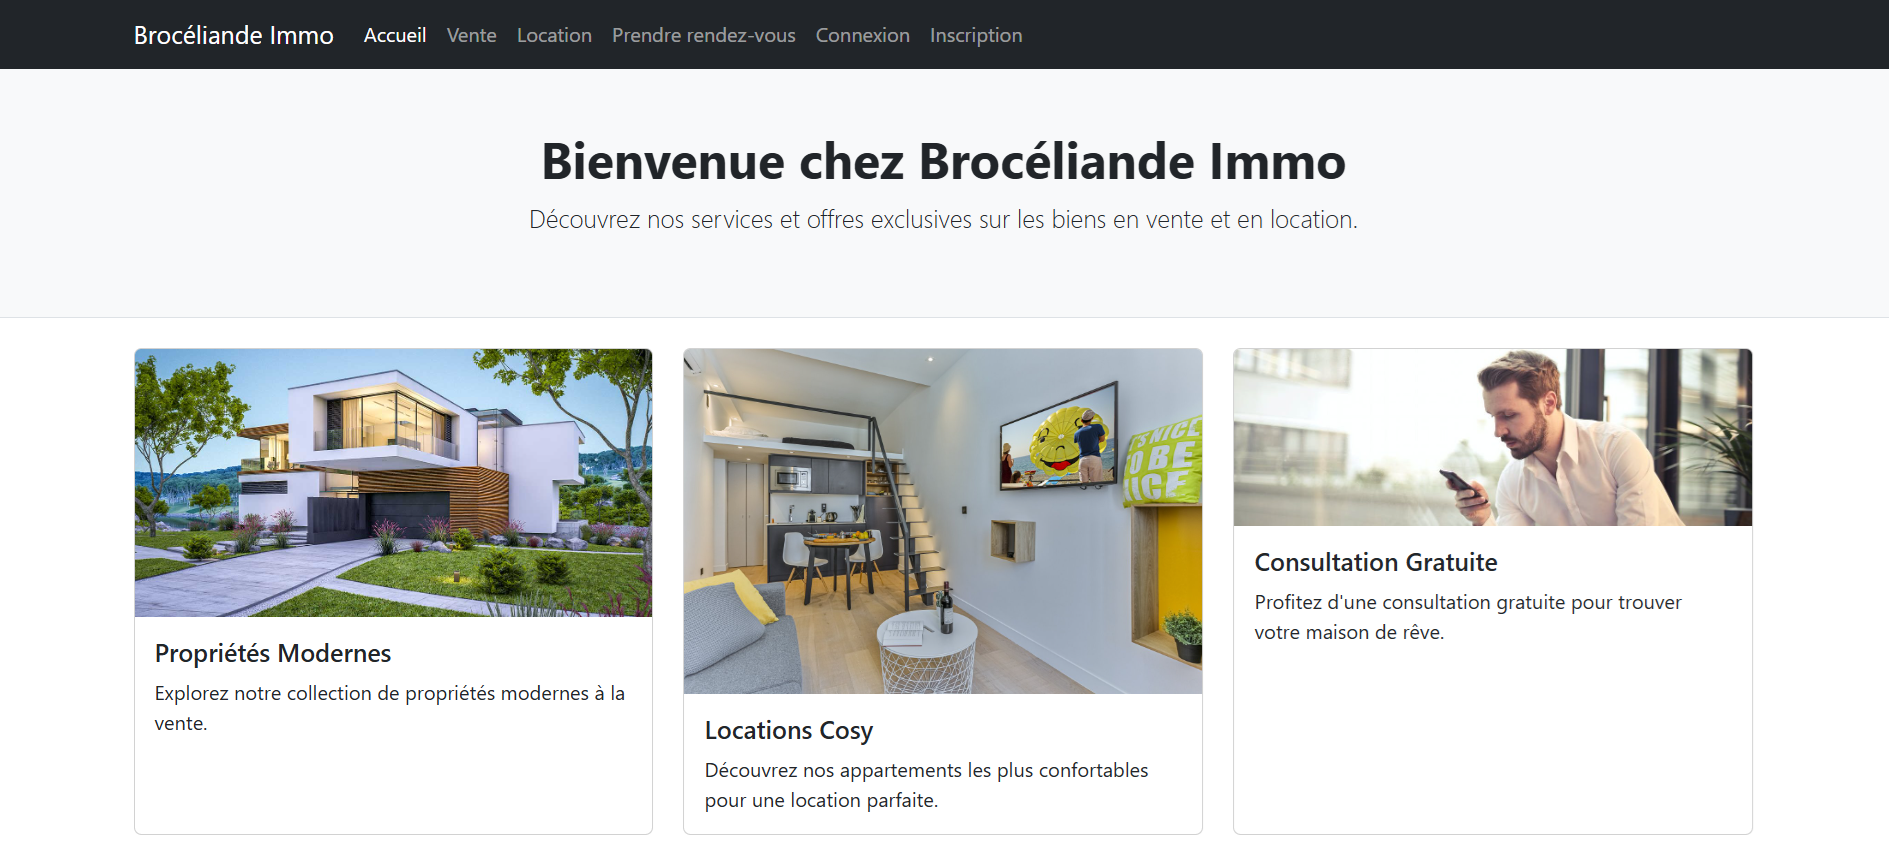 Brocéliande Immo Accueil Vente Location Prendre rendez-vous Connexion Inscription
Bienvenue chez Brocéliande Immo
Découvrez nos services et offres exclusives sur les biens en vente et en location.
Propriétés Modernes
Explorez notre collection de propriétés modernes à la
vente.
'S NICE
O BE
NICE
Locations Cosy
Découvrez nos appartements les plus confortables
pour une location parfaite.
Consultation Gratuite
Profitez d'une consultation gratuite pour trouver
votre maison de rêve.